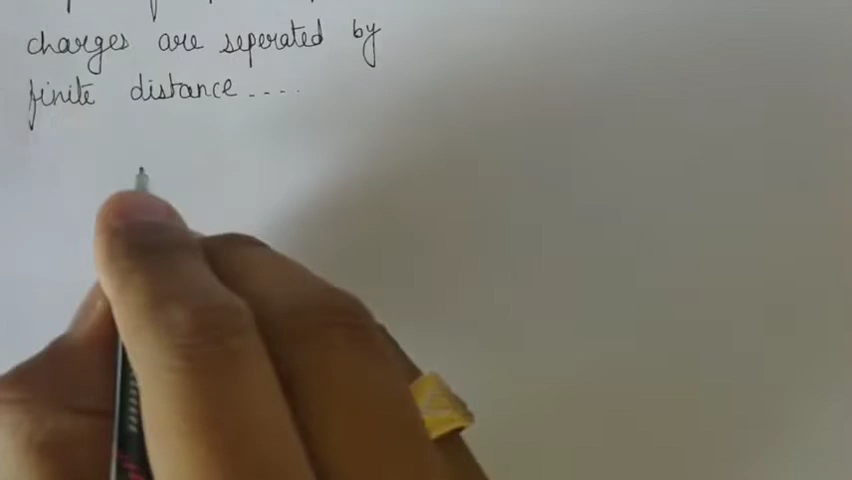 charges are seperated by
finite distance ....